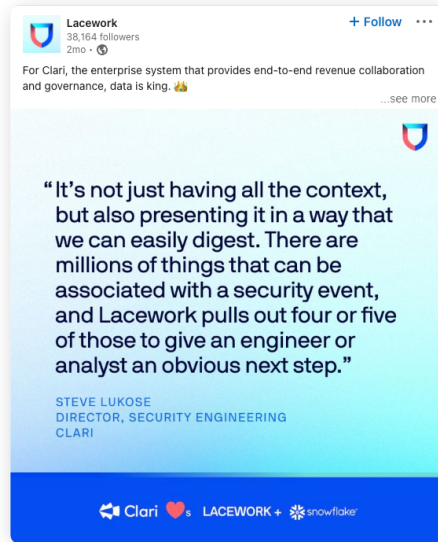 Lacework
+ Follow
38,164 followers
2mo •
For Clari, the enterprise system that provides end-to-end revenue collaboration
and governance, data is king. 👑
...see more
“It’s not just having all the context,
but also presenting it in a way that
we can easily digest. There are
millions of things that can be
associated with a security event,
and Lacework pulls out four or five
of those to give an engineer or
analyst an obvious next step.”
STEVE LUKOSE
DIRECTOR, SECURITY ENGINEERING
CLARI
Clari ❤️s LACEWORK + snowflake